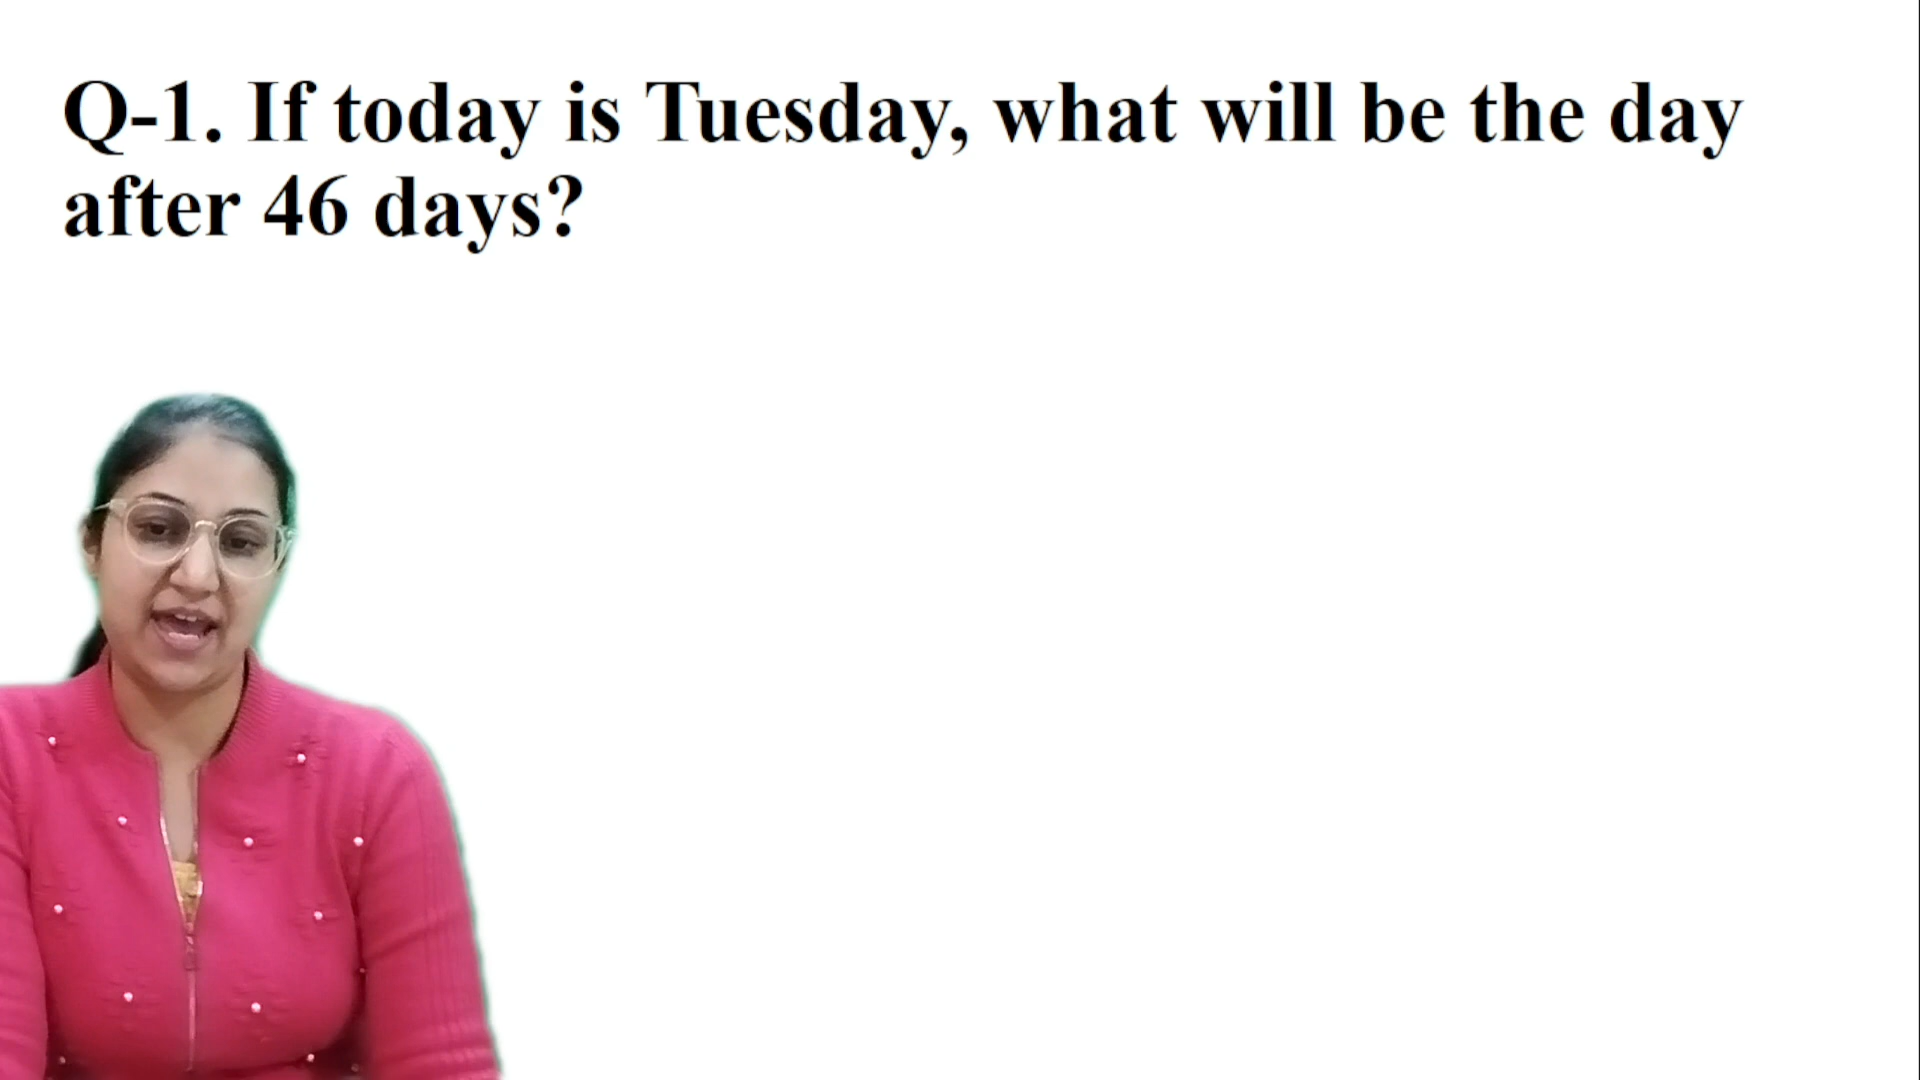 Q-1. If today is Tuesday, what will be the day
after 46 days?